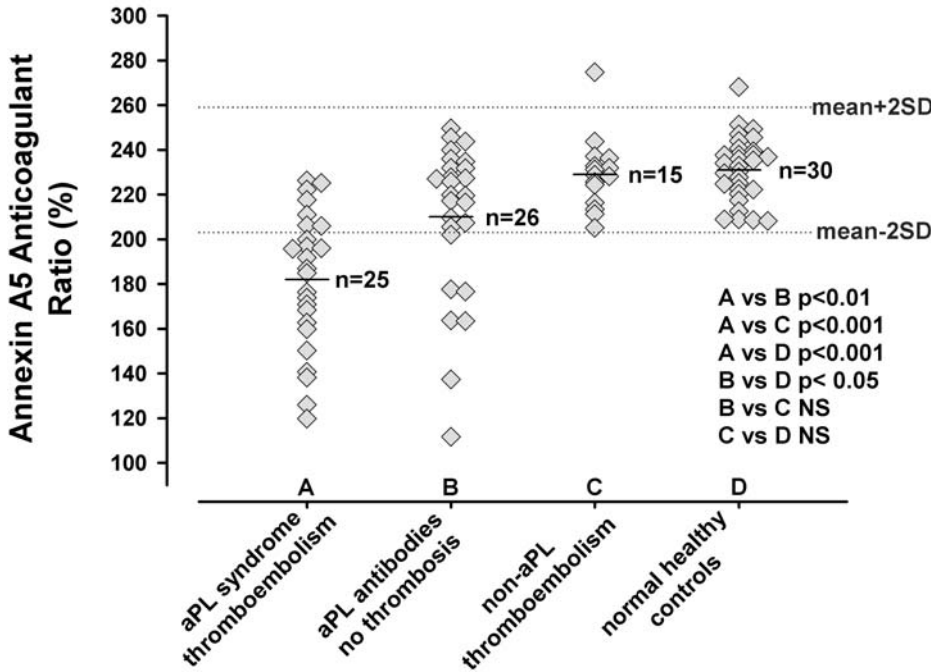 Annexin A5 Anticoagulant
Ratio (%)
300
280
260
240
220
200
180
160
140
120
100
mean+2SD
mean-2SD
n=25
n=26
n=15
n=30
A vs B p<0.01
A vs C p<0.001
A vs D p<0.001
B vs D p< 0.05
B vs C NS
C vs D NS
A
B
C
D
aPL syndrome
thromboembolism
aPL antibodies
no thrombosis
non-aPL
thromboembolism
normal healthy
controls